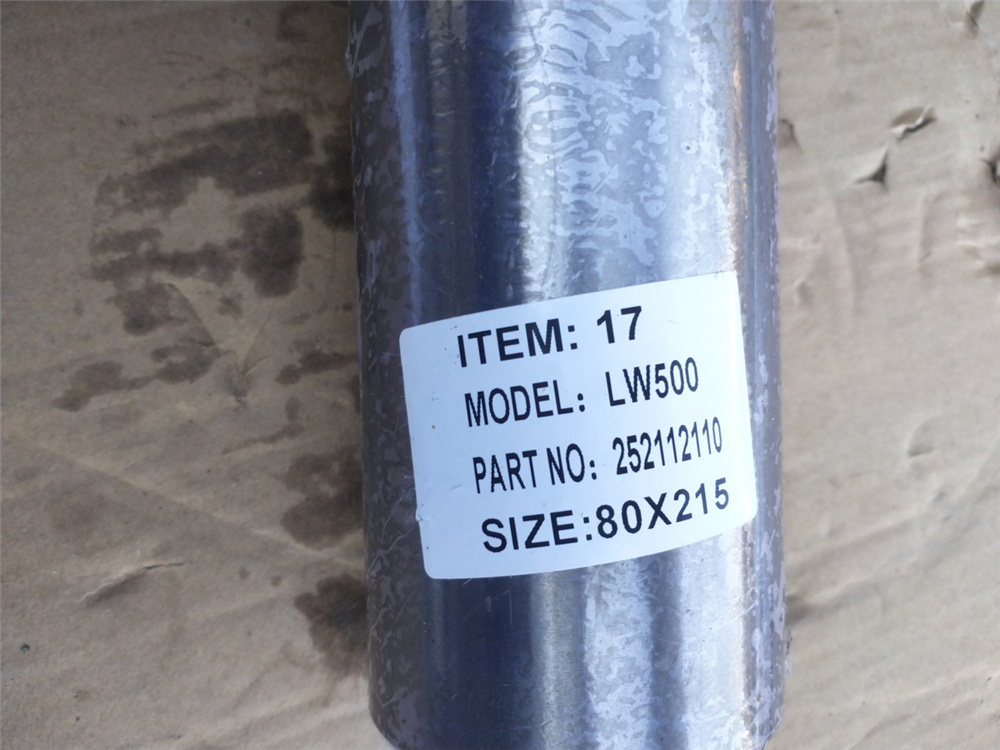 ITEM: 17
MODEL: LW500
PART NO: 252112110
SIZE:80X215